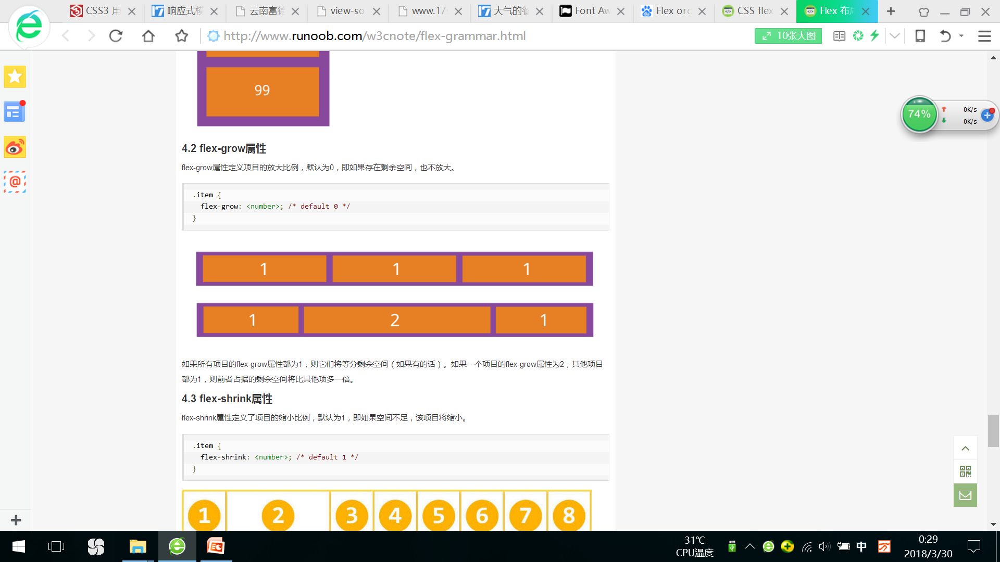 CSS3 用
响应式模
云南富德
view-so
www.17
大气的餐
Font Aw
Flex orc
CSS flex
Flex 布局
http://www.runoob.com/w3cnote/flex-grammar.html
10张大图
99
74%
0K/s
0K/s
4.2 flex-grow属性
flex-grow属性定义项目的放大比例，默认为0，即如果存在剩余空间，也不放大。
.item {
flex-grow: <number>; /* default 0 */
}
1 1 1
1 2 1
如果所有项目的flex-grow属性都为1，则它们将等分剩余空间（如果有的话）。如果一个项目的flex-grow属性为2，其他项目
都为1，则前者占据的剩余空间将比其他项多一倍。
4.3 flex-shrink属性
flex-shrink属性定义了项目的缩小比例，默认为1，即如果空间不足，该项目将缩小。
.item {
flex-shrink: <number>; /* default 1 */
}
1 2 3 4 5 6 7 8
31℃
CPU温度
中
0:29
2018/3/30